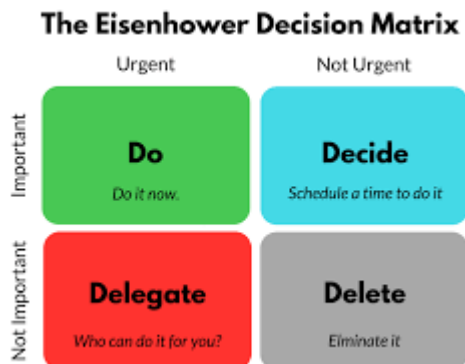 The Eisenhower Decision Matrix
Urgent
Not Urgent
Important
Do
Do it now.
Decide
Schedule a time to do it
Not Important
Delegate
Who can do it for you?
Delete
Elminate it